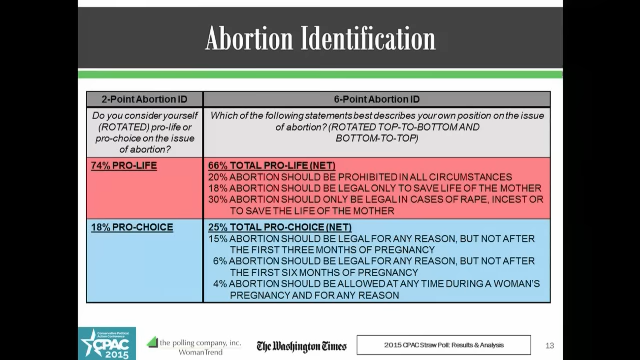 Abortion Identification
2-Point Abortion ID
6-Point Abortion ID
Do you consider yourself
(ROTATED) pro-life or
pro-choice on the issue
of abortion?
Which of the following statements best describes your own position on the issue
of abortion? (ROTATED TOP-TO-BOTTOM AND
BOTTOM-TO-TOP)
74% PRO-LIFE
66% TOTAL PRO-LIFE (NET)
20% ABORTION SHOULD BE PROHIBITED IN ALL CIRCUMSTANCES
18% ABORTION SHOULD BE LEGAL ONLY TO SAVE LIFE OF THE MOTHER
30% ABORTION SHOULD ONLY BE LEGAL IN CASES OF RAPE, INCEST OR
TO SAVE THE LIFE OF THE MOTHER
18% PRO-CHOICE
25% TOTAL PRO-CHOICE (NET)
15% ABORTION SHOULD BE LEGAL FOR ANY REASON, BUT NOT AFTER
THE FIRST THREE MONTHS OF PREGNANCY
6% ABORTION SHOULD BE LEGAL FOR ANY REASON, BUT NOT AFTER
THE FIRST SIX MONTHS OF PREGNANCY
4% ABORTION SHOULD BE ALLOWED AT ANY TIME DURING A WOMAN'S
PREGNANCY AND FOR ANY REASON
Conservative Political
Action Conference
CPAC
2015
the polling company, inc.
WomanTrend
The Washington Times
2015 CPAC Straw Poll: Results & Analysis
13